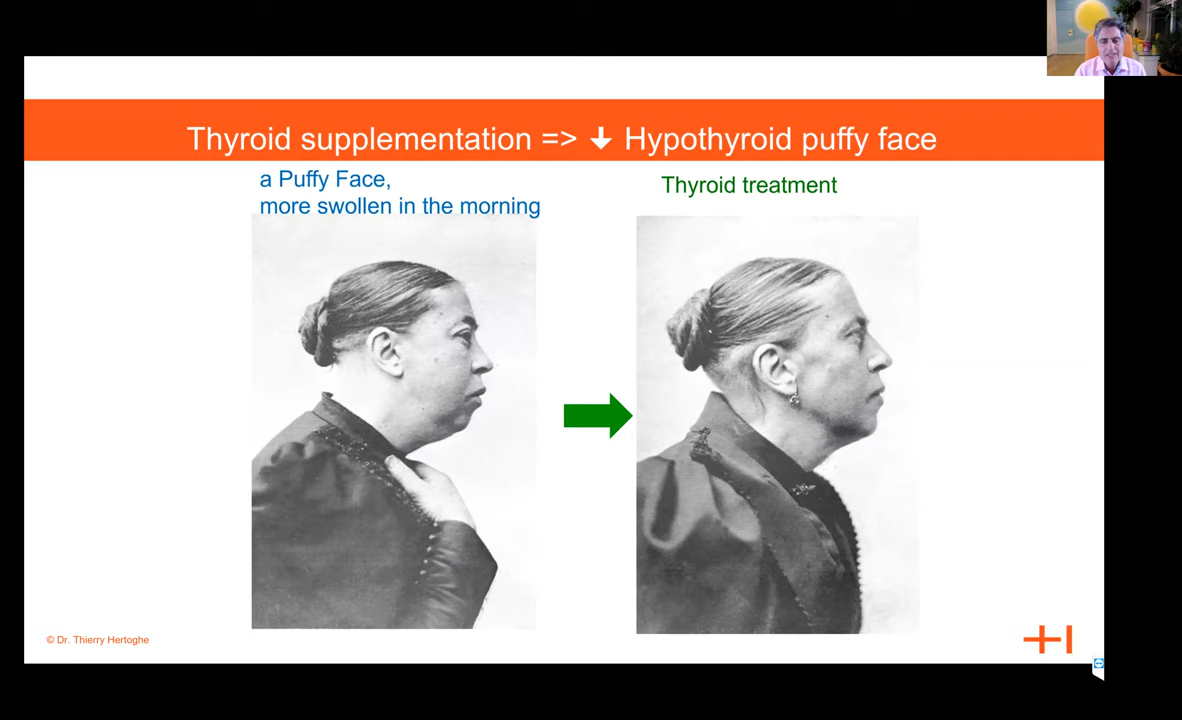 Thyroid supplementation => ↓ Hypothyroid puffy face
a Puffy Face,
more swollen in the morning
Thyroid treatment
© Dr. Thierry Hertoghe